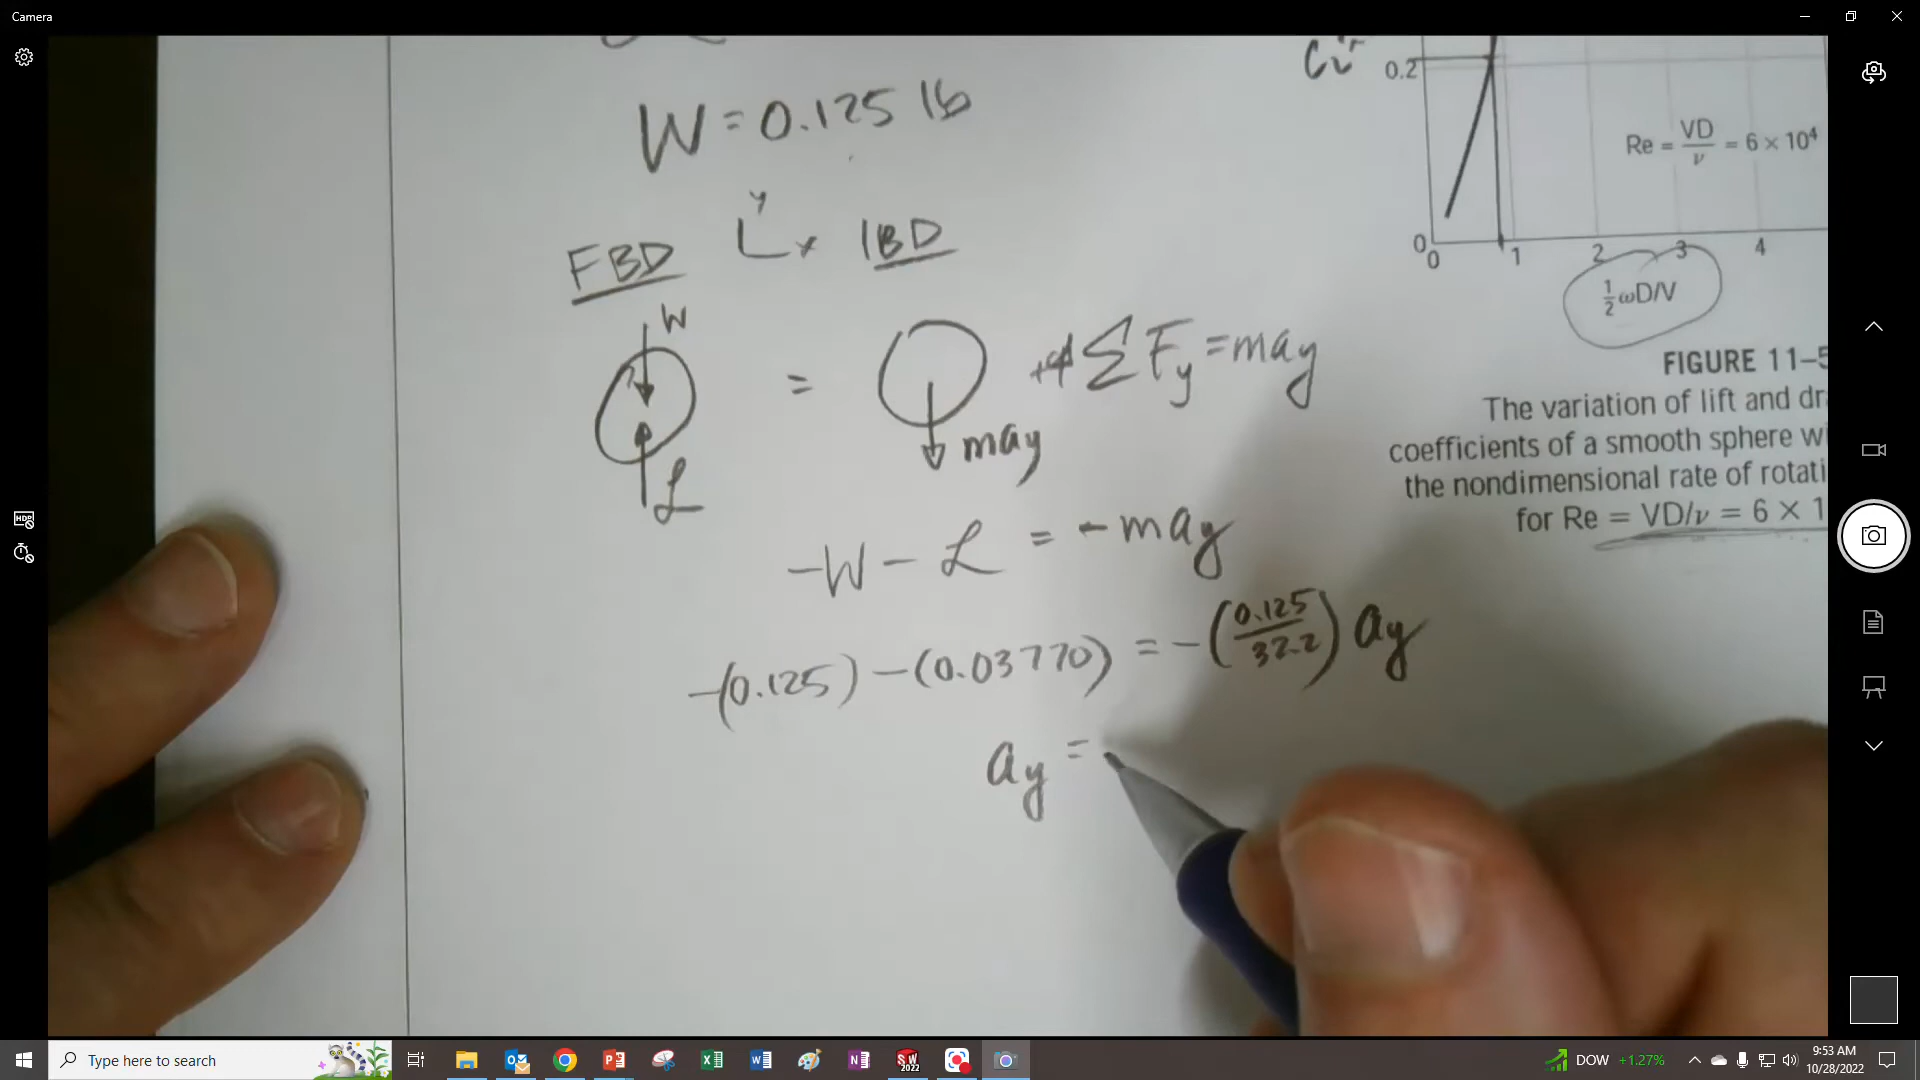 Camera
W = 0.125 lb
CL
0.2
Re = VD/ν = 6 × 10⁴
0
0 1 2 3 4
½ωD/V
FBD y x IBD
W
= + ΣFy = may
L
may
FIGURE 11–5
The variation of lift and dr
coefficients of a smooth sphere wi
the nondimensional rate of rotati
for Re = VD/ν = 6 × 1
-W - L = - may
-(0.125) - (0.03770) = - (0.125/32.2) ay
ay =
Type here to search
DOW +1.27%
9:53 AM
10/28/2022